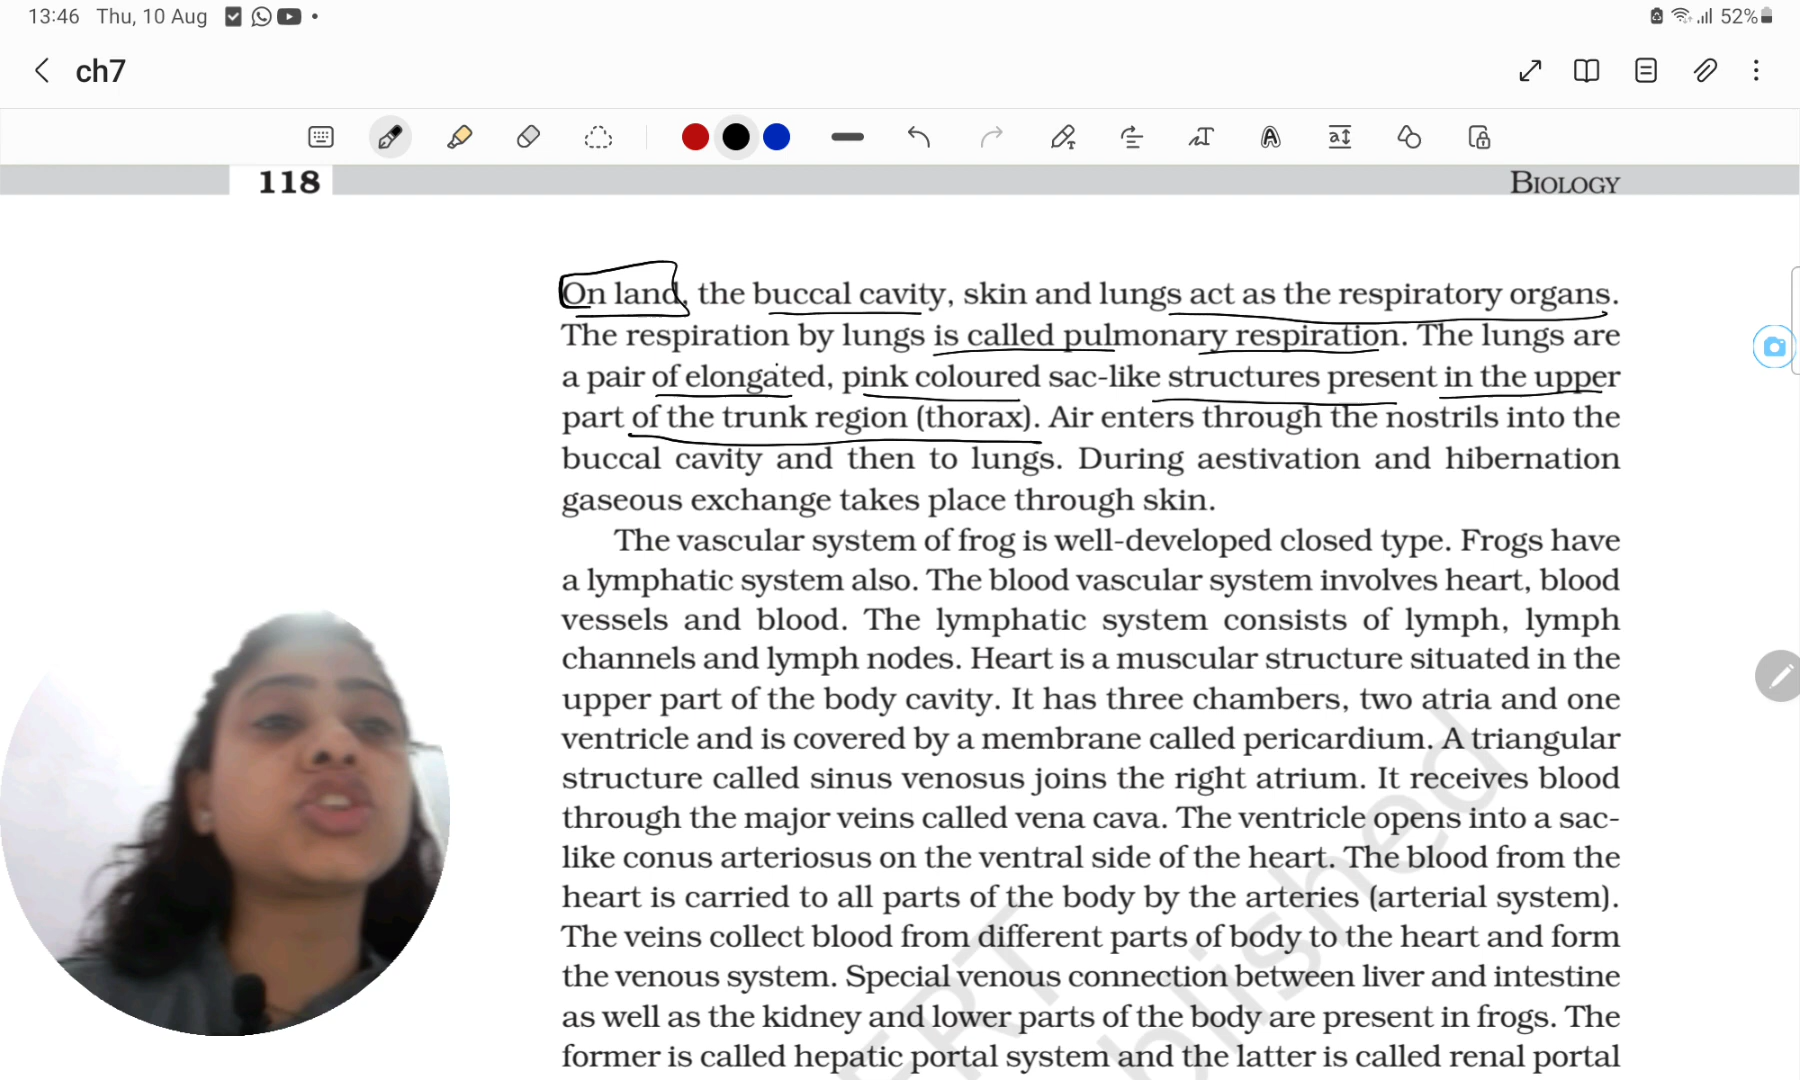 13:46 Thu, 10 Aug
52%
ch7
118
BIOLOGY
On land, the buccal cavity, skin and lungs act as the respiratory organs.
The respiration by lungs is called pulmonary respiration. The lungs are
a pair of elongated, pink coloured sac-like structures present in the upper
part of the trunk region (thorax). Air enters through the nostrils into the
buccal cavity and then to lungs. During aestivation and hibernation
gaseous exchange takes place through skin.
The vascular system of frog is well-developed closed type. Frogs have
a lymphatic system also. The blood vascular system involves heart, blood
vessels and blood. The lymphatic system consists of lymph, lymph
channels and lymph nodes. Heart is a muscular structure situated in the
upper part of the body cavity. It has three chambers, two atria and one
ventricle and is covered by a membrane called pericardium. A triangular
structure called sinus venosus joins the right atrium. It receives blood
through the major veins called vena cava. The ventricle opens into a sac-
like conus arteriosus on the ventral side of the heart. The blood from the
heart is carried to all parts of the body by the arteries (arterial system).
The veins collect blood from different parts of body to the heart and form
the venous system. Special venous connection between liver and intestine
as well as the kidney and lower parts of the body are present in frogs. The
former is called hepatic portal system and the latter is called renal portal